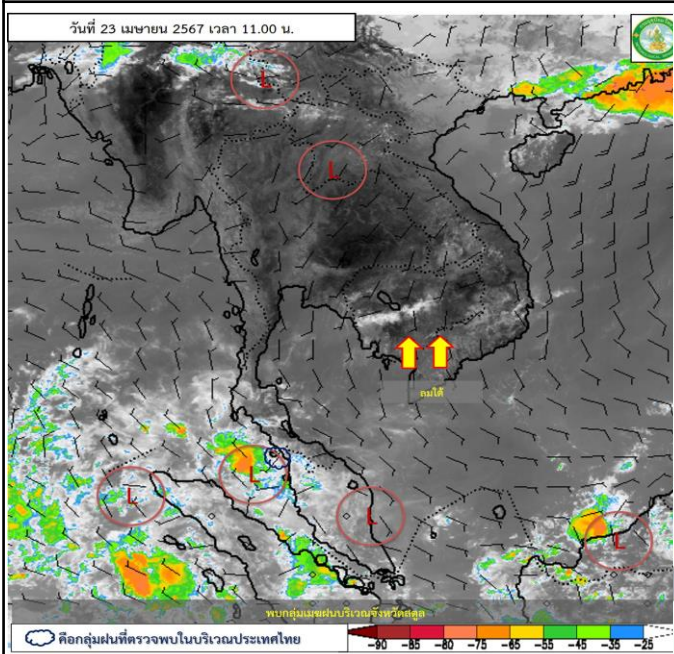 วันที่ 23 เมษายน 2567 เวลา 11.00 น.
L
L
ลมใต้
L
L
L
L
พบกลุ่มเมฆฝนบริเวณจังหวัดสตูล
คือกลุ่มฝนที่ตรวจพบในบริเวณประเทศไทย
-90 -80 -75 -65 -55 -45 -35 -25